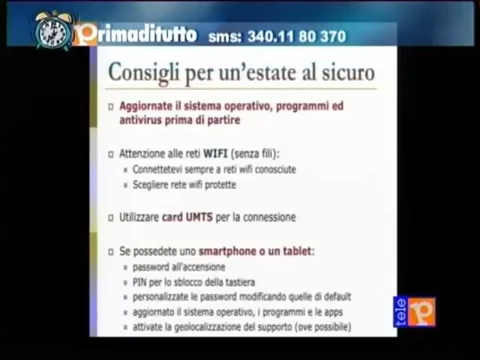 Primaditutto sms: 340.11 80 370
Consigli per un'estate al sicuro
Aggiornate il sistema operativo, programmi ed
antivirus prima di partire
Attenzione alle reti WIFI (senza fili):
Connettetevi sempre a reti wifi conosciute
Scegliere rete wifi protette
Utilizzare card UMTS per la connessione
Se possedete uno smartphone o un tablet:
password all'accensione
PIN per lo sblocco della tastiera
personalizzate le password modificando quelle di default
aggiornato il sistema operativo, i programmi e le apps
attivate la geolocalizzazione del supporto (ove possibile)
tele P